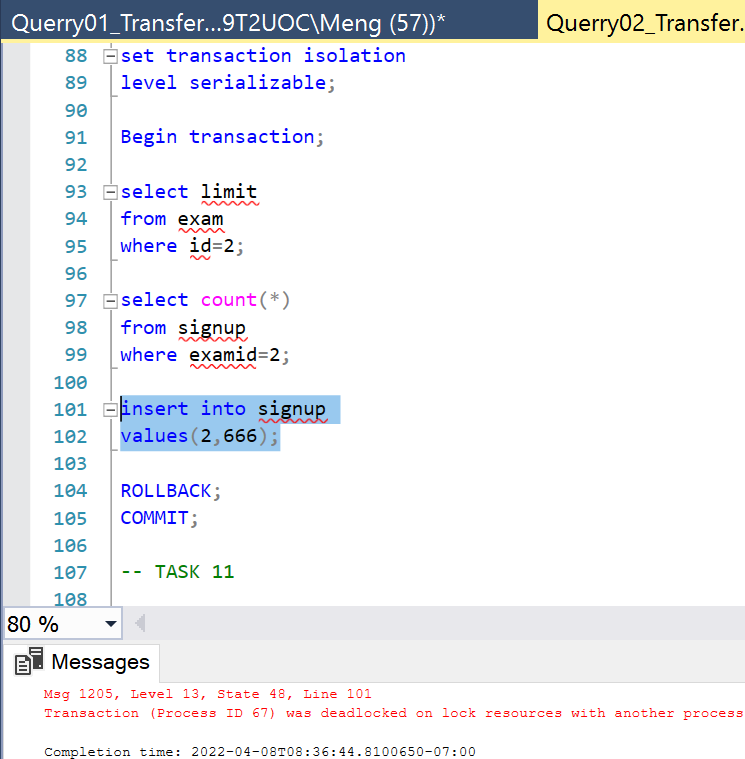 Querry01_Transfer...9T2UOC\Meng (57))* Querry02_Transfer.
88 set transaction isolation
89 level serializable;
90
91 Begin transaction;
92
93 select limit
94 from exam
95 where id=2;
96
97 select count(*)
98 from signup
99 where examid=2;
100
101 insert into signup
102 values(2,666);
103
104 ROLLBACK;
105 COMMIT;
106
107 -- TASK 11
108
80 %
Messages
Msg 1205, Level 13, State 48, Line 101
Transaction (Process ID 67) was deadlocked on lock resources with another process
Completion time: 2022-04-08T08:36:44.8100650-07:00